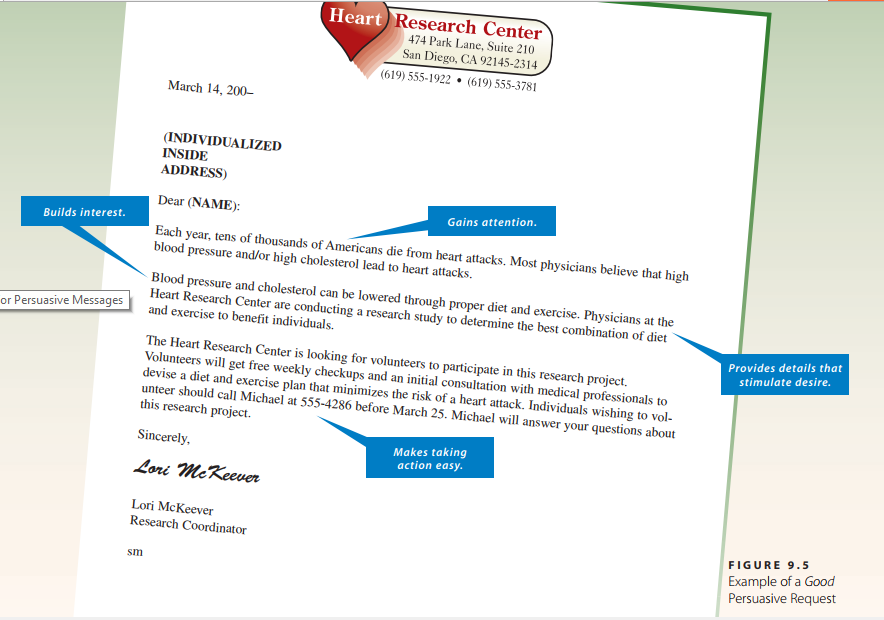 Heart Research Center
474 Park Lane, Suite 210
San Diego, CA 92145-2314
(619) 555-1922 • (619) 555-3781
March 14, 200–
(INDIVIDUALIZED
INSIDE
ADDRESS)
Dear (NAME):
Builds interest.
Gains attention.
Each year, tens of thousands of Americans die from heart attacks. Most physicians believe that high
blood pressure and/or high cholesterol lead to heart attacks.
Blood pressure and cholesterol can be lowered through proper diet and exercise. Physicians at the
Heart Research Center are conducting a research study to determine the best combination of diet
and exercise to benefit individuals.
or Persuasive Messages
Provides details that
stimulate desire.
The Heart Research Center is looking for volunteers to participate in this research project.
Volunteers will get free weekly checkups and an initial consultation with medical professionals to
devise a diet and exercise plan that minimizes the risk of a heart attack. Individuals wishing to vol-
unteer should call Michael at 555-4286 before March 25. Michael will answer your questions about
this research project.
Makes taking
action easy.
Sincerely,
Lori McKeever
Lori McKeever
Research Coordinator
sm
FIGURE 9.5
Example of a Good
Persuasive Request